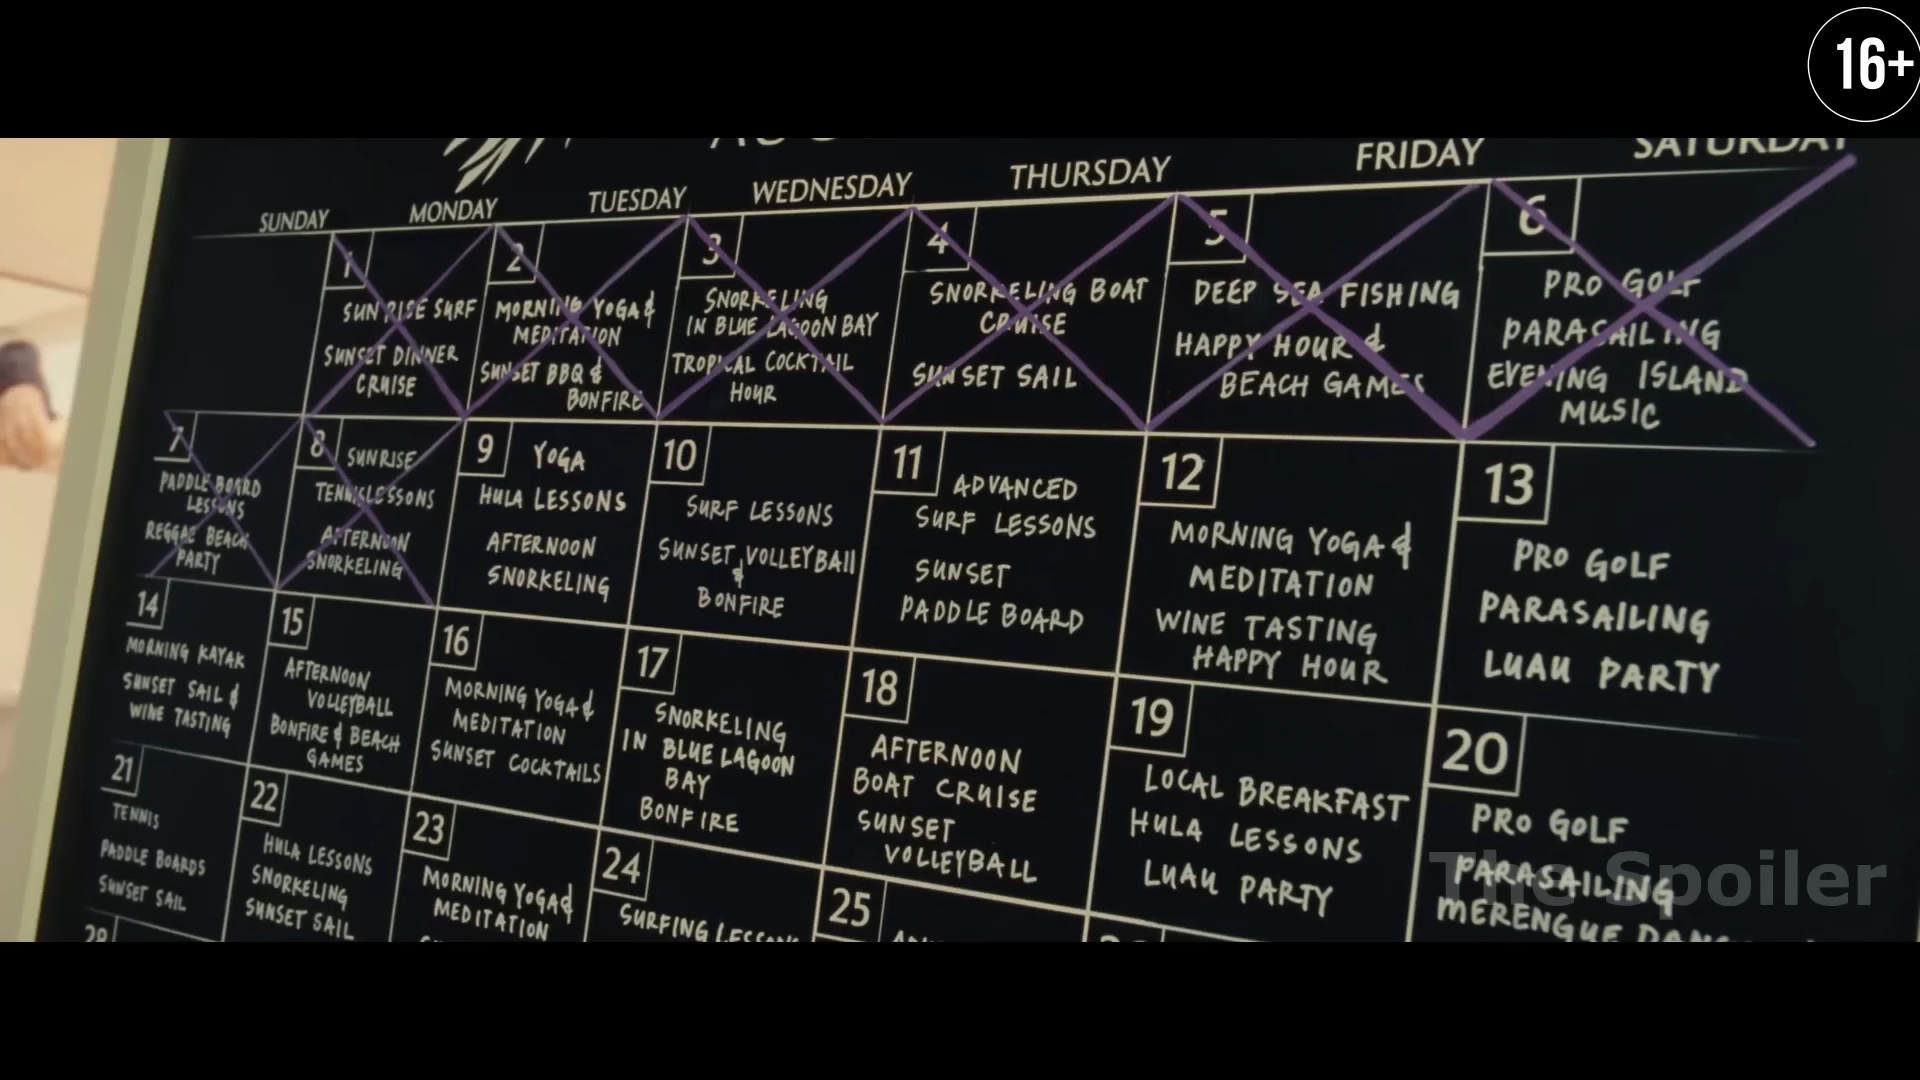 16+
SUNDAY MONDAY TUESDAY WEDNESDAY THURSDAY FRIDAY SATURDAY
1
SUNRISE SURF
SUNSET DINNER
CRUISE
2
MORNING YOGA &
MEDITATION
SUNSET BBQ &
BONFIRE
3
SNORKELING
IN BLUE LAGOON BAY
TROPICAL COCKTAIL
HOUR
4
SNORKELING BOAT
CRUISE
SUNSET SAIL
5
DEEP SEA FISHING
HAPPY HOUR &
BEACH GAMES
6
PRO GOLF
PARASAILING
EVENING ISLAND
MUSIC
7
PADDLE BOARD
LESSONS
REGGAE BEACH
PARTY
8 SUNRISE
TENNIS LESSONS
AFTERNOON
SNORKELING
9 YOGA
HULA LESSONS
AFTERNOON
SNORKELING
10
SURF LESSONS
SUNSET VOLLEYBALL
&
BONFIRE
11 ADVANCED
SURF LESSONS
SUNSET
PADDLE BOARD
12
MORNING YOGA &
MEDITATION
WINE TASTING
HAPPY HOUR
13
PRO GOLF
PARASAILING
LUAU PARTY
14
MORNING KAYAK
SUNSET SAIL &
WINE TASTING
15
AFTERNOON
VOLLEYBALL
BONFIRE & BEACH
GAMES
16
MORNING YOGA &
MEDITATION
SUNSET COCKTAILS
17
SNORKELING
IN BLUE LAGOON
BAY
BONFIRE
18
AFTERNOON
BOAT CRUISE
SUNSET
VOLLEYBALL
19
LOCAL BREAKFAST
HULA LESSONS
LUAU PARTY
20
PRO GOLF
PARASAILING
MERENGUE
21
TENNIS
PADDLE BOARDS
SUNSET SAIL
22
HULA LESSONS
SNORKELING
SUNSET SAIL
23
MORNING YOGA &
MEDITATION
24
SURFING LESSONS
25
28
The Spoiler